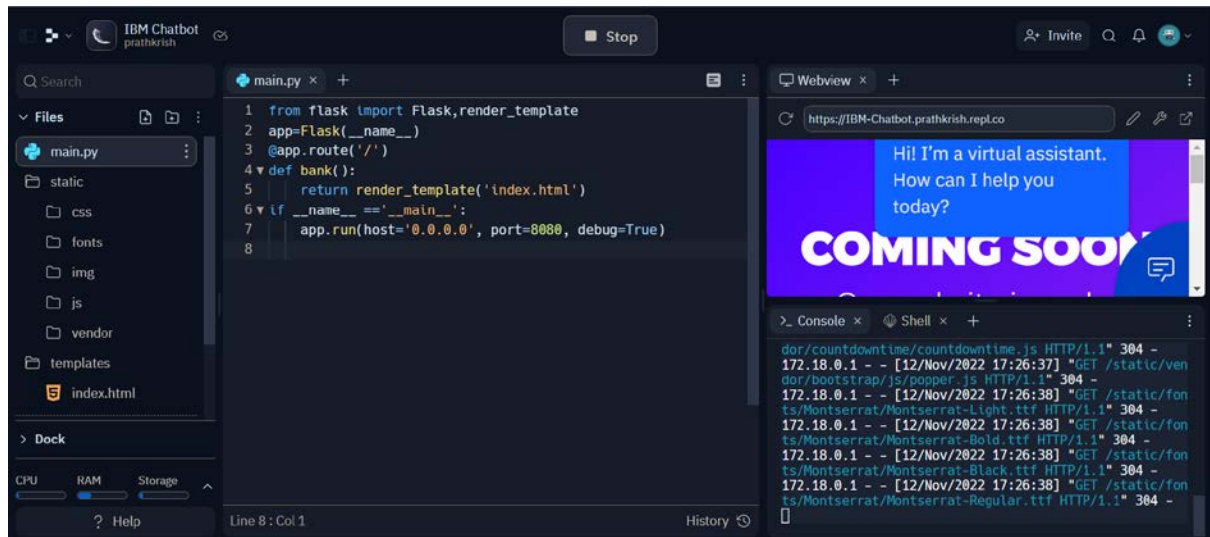 IBM Chatbot
prathkrish
Stop
Invite
Search
Files
main.py
static
css
fonts
img
js
vendor
templates
index.html
Dock
CPU RAM Storage
? Help
main.py × +
1 from flask import Flask,render_template
2 app=Flask(__name__)
3 @app.route('/')
4 def bank():
5 return render_template('index.html')
6 if __name__ =='__main__':
7 app.run(host='0.0.0.0', port=8080, debug=True)
8
Line 8 : Col 1
History
Webview × +
https://IBM-Chatbot.prathkrish.repl.co
Hi! I'm a virtual assistant.
How can I help you
today?
COMING SOON
>_ Console × Shell × +
dor/countdowntime/countdowntime.js HTTP/1.1" 304 -
172.18.0.1 - - [12/Nov/2022 17:26:37] "GET /static/ven
dor/bootstrap/js/popper.js HTTP/1.1" 304 -
172.18.0.1 - - [12/Nov/2022 17:26:38] "GET /static/fon
ts/Montserrat/Montserrat-Light.ttf HTTP/1.1" 304 -
172.18.0.1 - - [12/Nov/2022 17:26:38] "GET /static/fon
ts/Montserrat/Montserrat-Bold.ttf HTTP/1.1" 304 -
172.18.0.1 - - [12/Nov/2022 17:26:38] "GET /static/fon
ts/Montserrat/Montserrat-Black.ttf HTTP/1.1" 304 -
172.18.0.1 - - [12/Nov/2022 17:26:38] "GET /static/fon
ts/Montserrat/Montserrat-Regular.ttf HTTP/1.1" 304 -